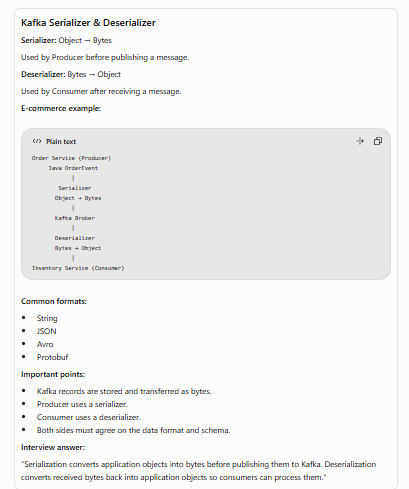 Kafka Serializer & Deserializer
Serializer: Object → Bytes
Used by Producer before publishing a message.
Deserializer: Bytes → Object
Used by Consumer after receiving a message.
E-commerce example:
</> Plain text
Order Service (Producer)
Java OrderEvent
|
Serializer
Object → Bytes
|
Kafka Broker
|
Deserializer
Bytes → Object
|
Inventory Service (Consumer)
Common formats:
• String
• JSON
• Avro
• Protobuf
Important points:
• Kafka records are stored and transferred as bytes.
• Producer uses a serializer.
• Consumer uses a deserializer.
• Both sides must agree on the data format and schema.
Interview answer:
"Serialization converts application objects into bytes before publishing them to Kafka. Deserialization
converts received bytes back into application objects so consumers can process them."